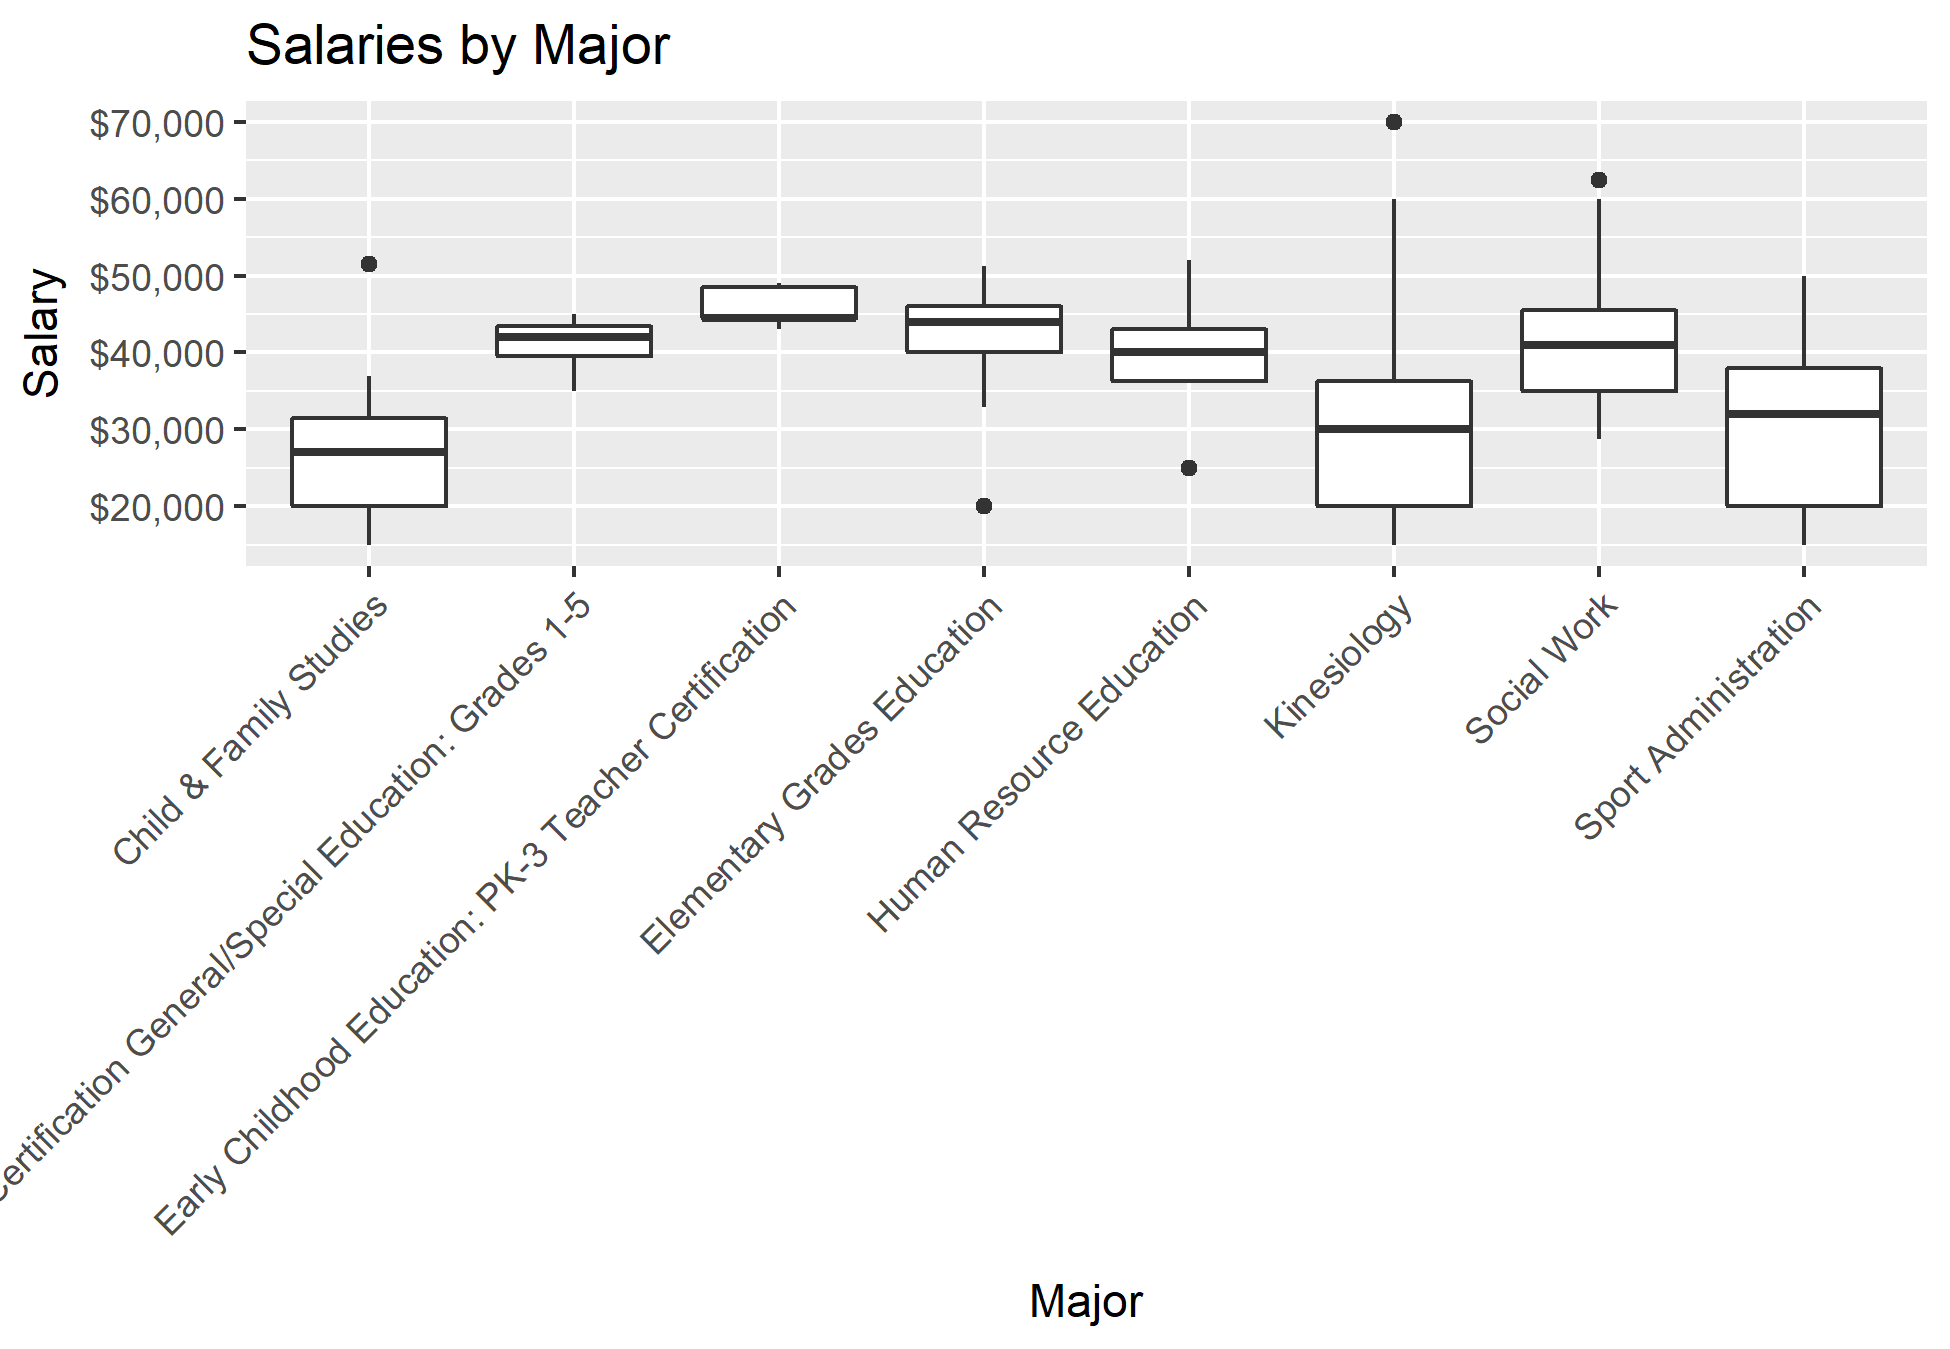 Salaries by Major
Salary
$70,000
$60,000
$50,000
$40,000
$30,000
$20,000
Child & Family Studies
General/Special Education: Grades 1-5
Early Childhood Education: PK-3 Teacher Certification
Elementary Grades Education
Human Resource Education
Kinesiology
Social Work
Sport Administration
Major